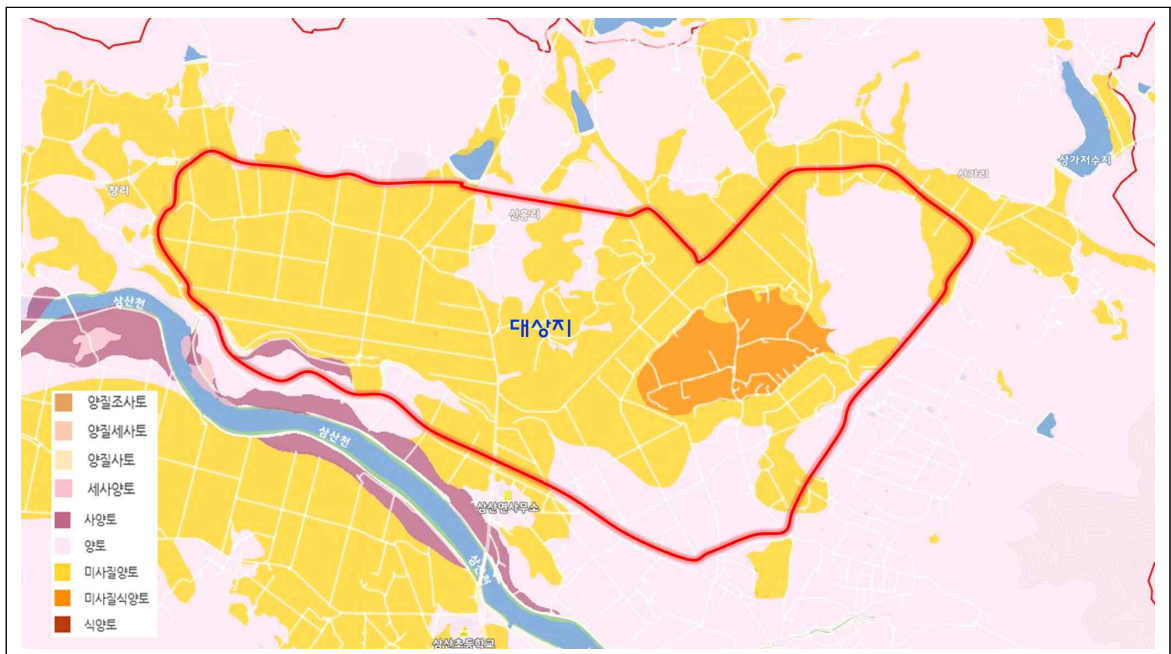 창리
신흥리
상가리
상가저수지
삼산천
대상지
삼산천
삼산면사무소
삼산천
삼산초등학교
양질조사토
양질세사토
양질사토
세사양토
사양토
양토
미사질양토
미사질식양토
식양토